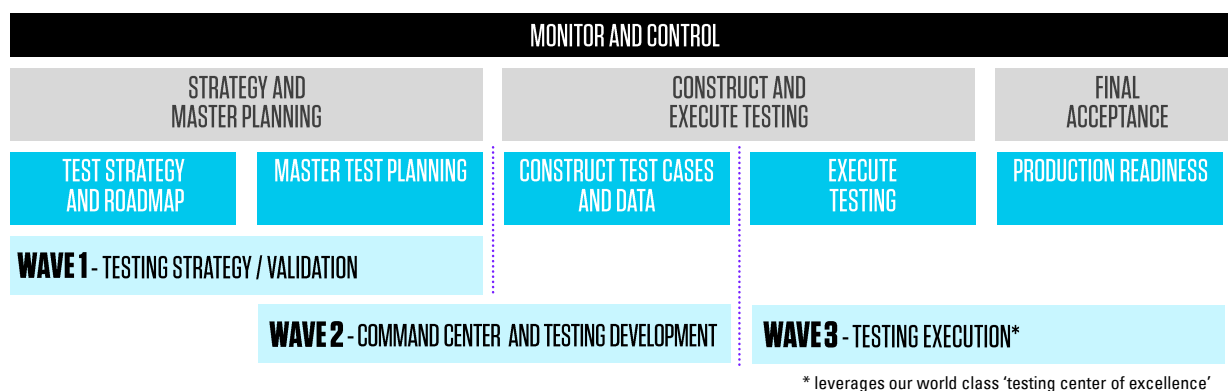 MONITOR AND CONTROL
STRATEGY AND
MASTER PLANNING
CONSTRUCT AND
EXECUTE TESTING
FINAL
ACCEPTANCE
TEST STRATEGY
AND ROADMAP
MASTER TEST PLANNING
CONSTRUCT TEST CASES
AND DATA
EXECUTE
TESTING
PRODUCTION READINESS
WAVE 1 - TESTING STRATEGY / VALIDATION
WAVE 2 - COMMAND CENTER AND TESTING DEVELOPMENT
WAVE 3 - TESTING EXECUTION*
* leverages our world class ‘testing center of excellence’